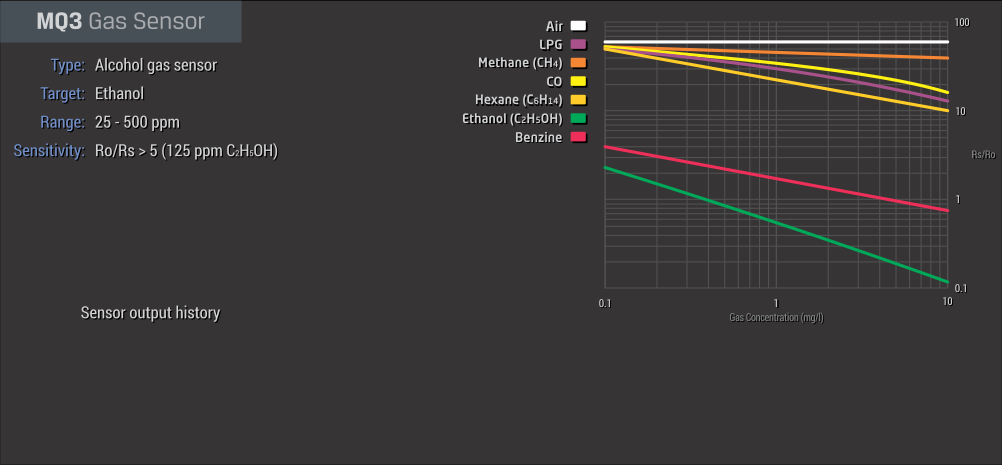 MQ3 Gas Sensor
Type: Alcohol gas sensor
Target: Ethanol
Range: 25 - 500 ppm
Sensitivity: Ro/Rs > 5 (125 ppm C2H5OH)
Sensor output history
Air
LPG
Methane (CH4)
CO
Hexane (C6H14)
Ethanol (C2H5OH)
Benzine
100
10
Rs/Ro
1
0.1
0.1 1 10
Gas Concentration (mg/l)